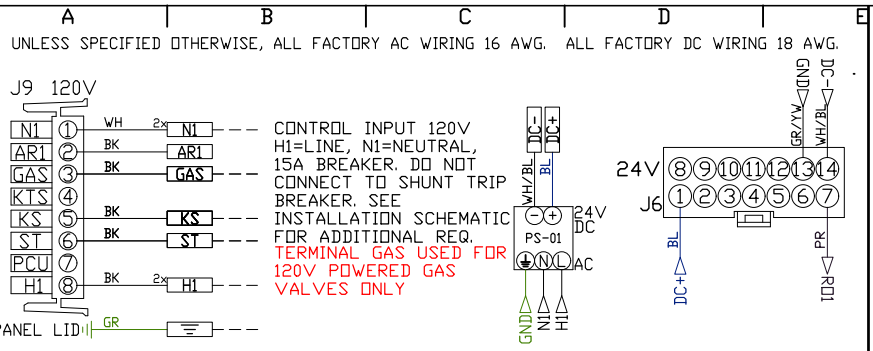 A B C D E
UNLESS SPECIFIED OTHERWISE, ALL FACTORY AC WIRING 16 AWG. ALL FACTORY DC WIRING 18 AWG.
J9 120V
N1 1 WH 2x N1
AR1 2 BK AR1
GAS 3 BK GAS
KTS 4
KS 5 BK KS
ST 6 BK ST
PCU 7
H1 8 BK 2x H1
PANEL LID GR
CONTROL INPUT 120V
H1=LINE, N1=NEUTRAL,
15A BREAKER. DO NOT
CONNECT TO SHUNT TRIP
BREAKER. SEE
INSTALLATION SCHEMATIC
FOR ADDITIONAL REQ.
TERMINAL GAS USED FOR
120V POWERED GAS
VALVES ONLY
DC- DC+
WH/BL BL
- + 24V
DC
PS-01
N L AC
GND N1 H1
GND DC-
GR/YW WH/BL
24V 8 9 10 11 12 13 14
J6 1 2 3 4 5 6 7
BL PR
DC+ RO1